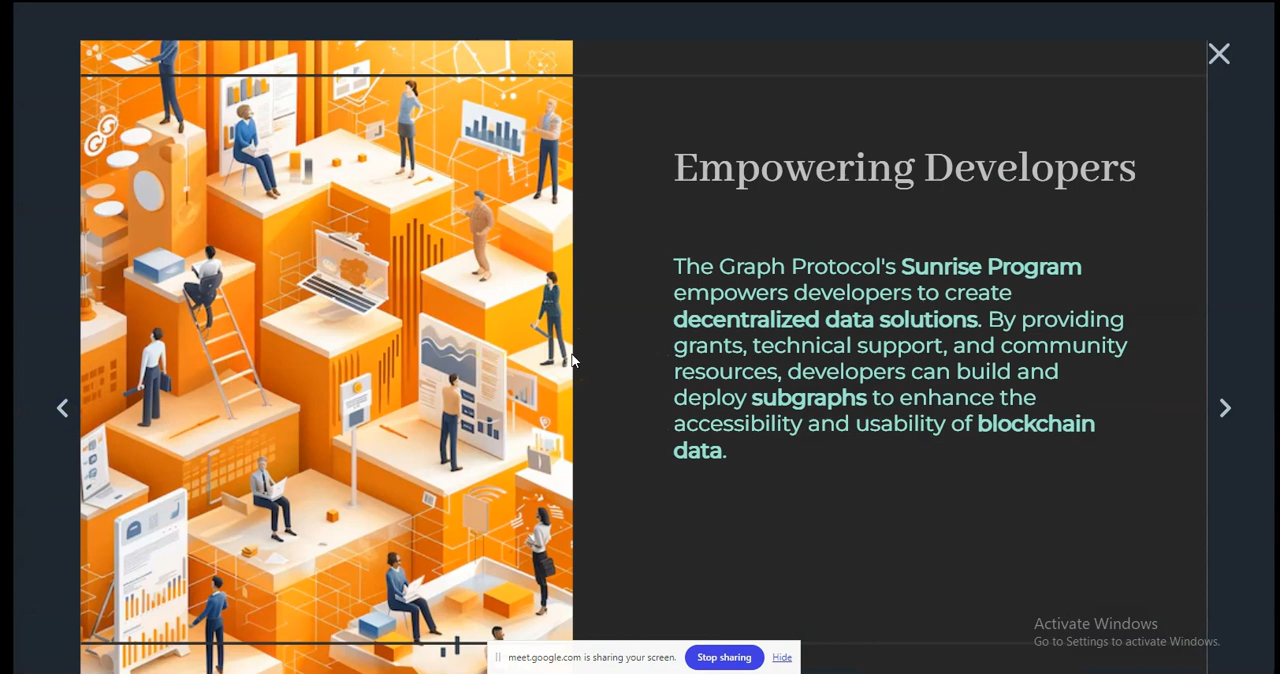 Empowering Developers
The Graph Protocol's Sunrise Program
empowers developers to create
decentralized data solutions. By providing
grants, technical support, and community
resources, developers can build and
deploy subgraphs to enhance the
accessibility and usability of blockchain
data.
Activate Windows
Go to Settings to activate Windows.
meet.google.com is sharing your screen. Stop sharing Hide